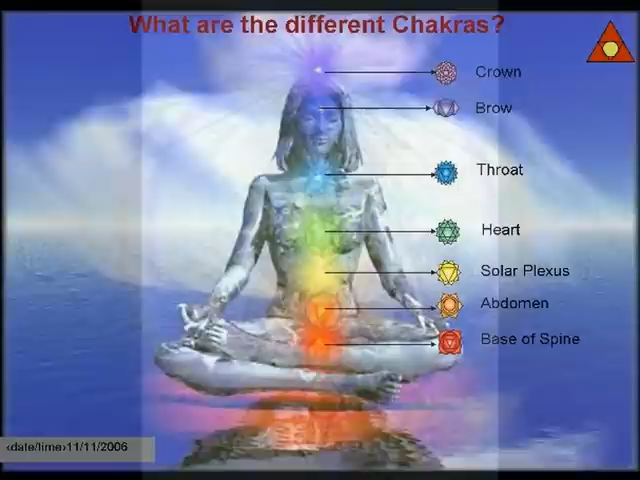 What are the different Chakras?
Crown
Brow
Throat
Heart
Solar Plexus
Abdomen
Base of Spine
‹date/time›11/11/2006